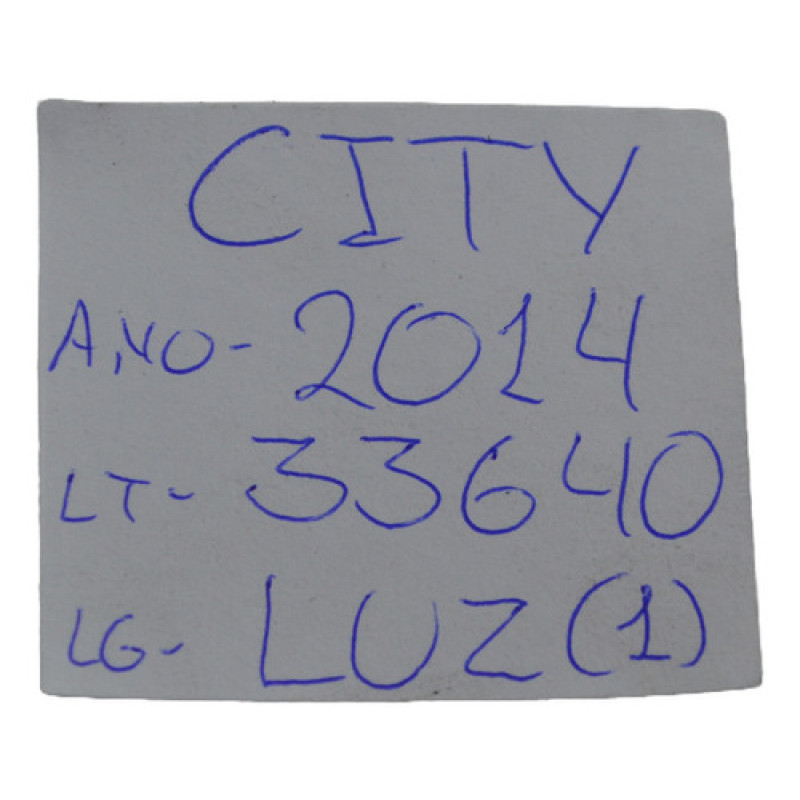 CITY
ANO- 2014
LT- 33640
LG- LUZ (1)